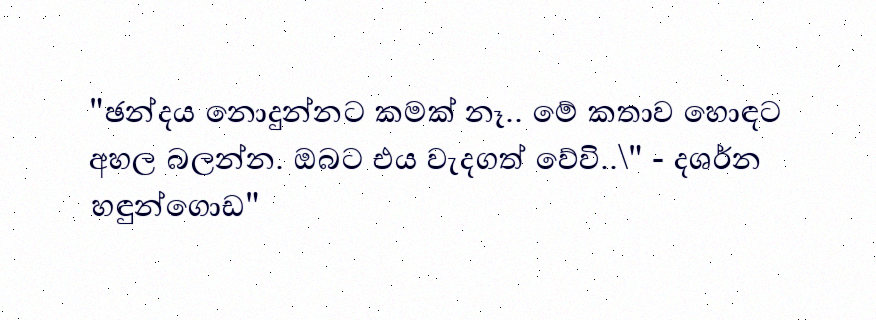 "ඡන්දය නොදුන්නට කමක් නෑ.. මේ කතාව හොඳට
අහල බලන්න. ඔබට එය වැදගත් වේවි..\" - දශර්න
හඳුන්ගොඩ"